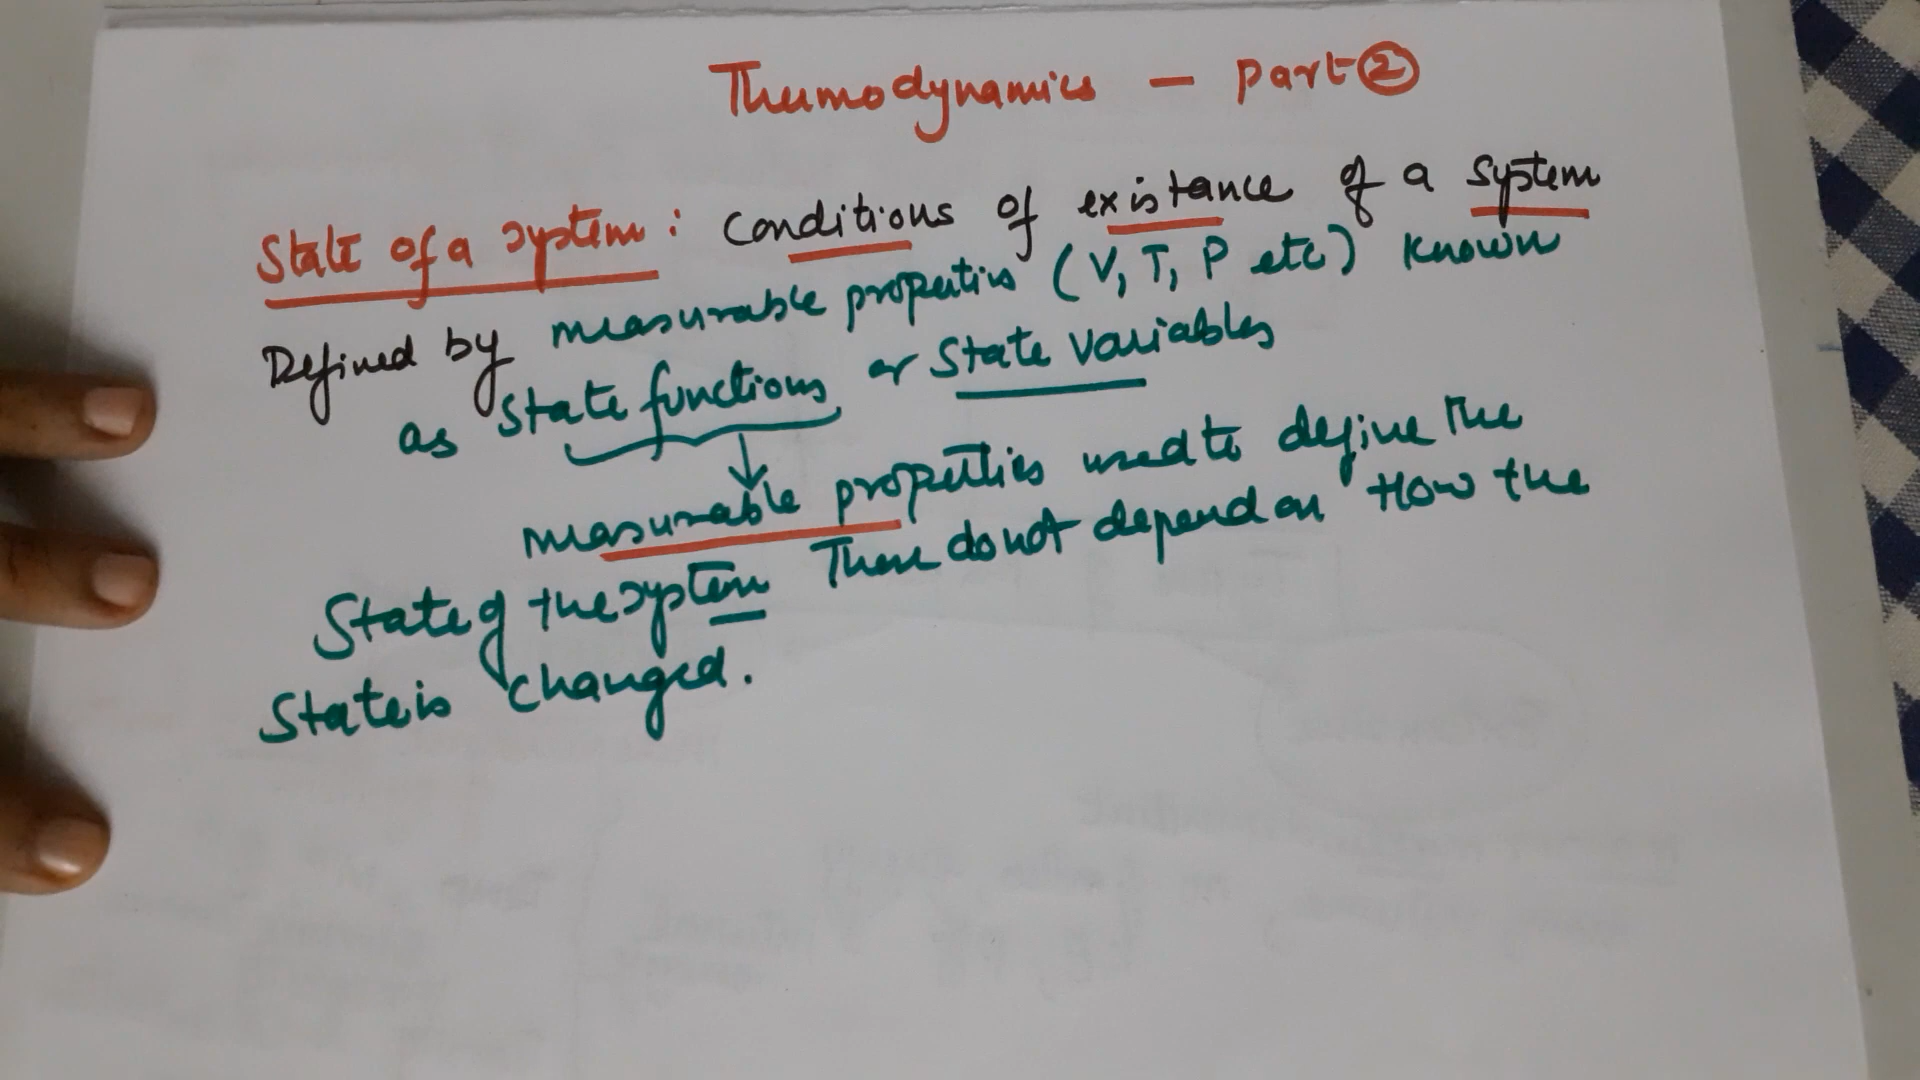 Thermodynamics - Part ②
State of a system : Conditions of existance of a system
Defined by measurable properties (V, T, P etc) known
as State functions or State variables
↓
measurable properties used to define the
State of the system These do not depend on How the
State is changed.